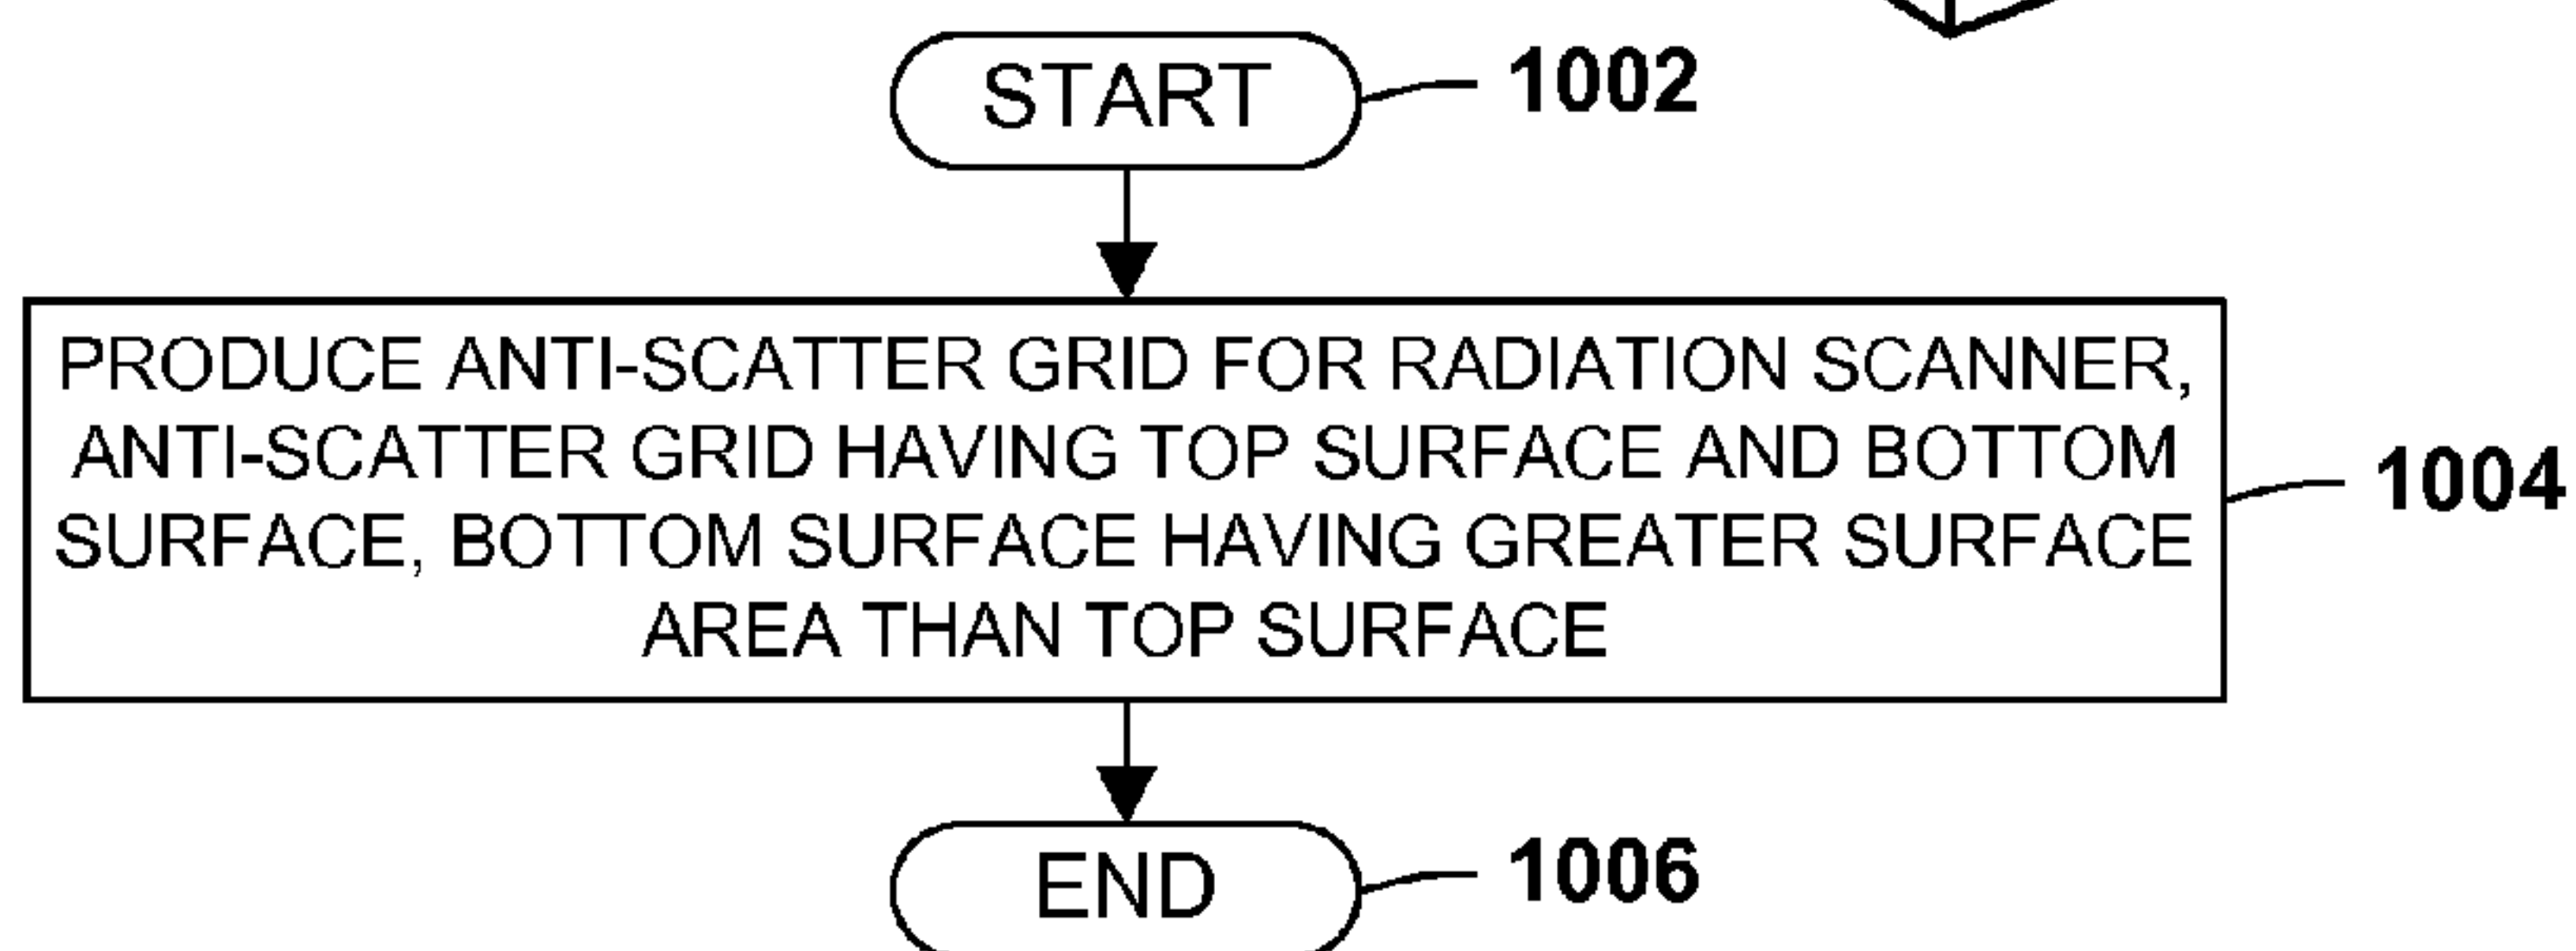 START 1002
PRODUCE ANTI-SCATTER GRID FOR RADIATION SCANNER,
ANTI-SCATTER GRID HAVING TOP SURFACE AND BOTTOM
SURFACE, BOTTOM SURFACE HAVING GREATER SURFACE
AREA THAN TOP SURFACE
1004
END 1006